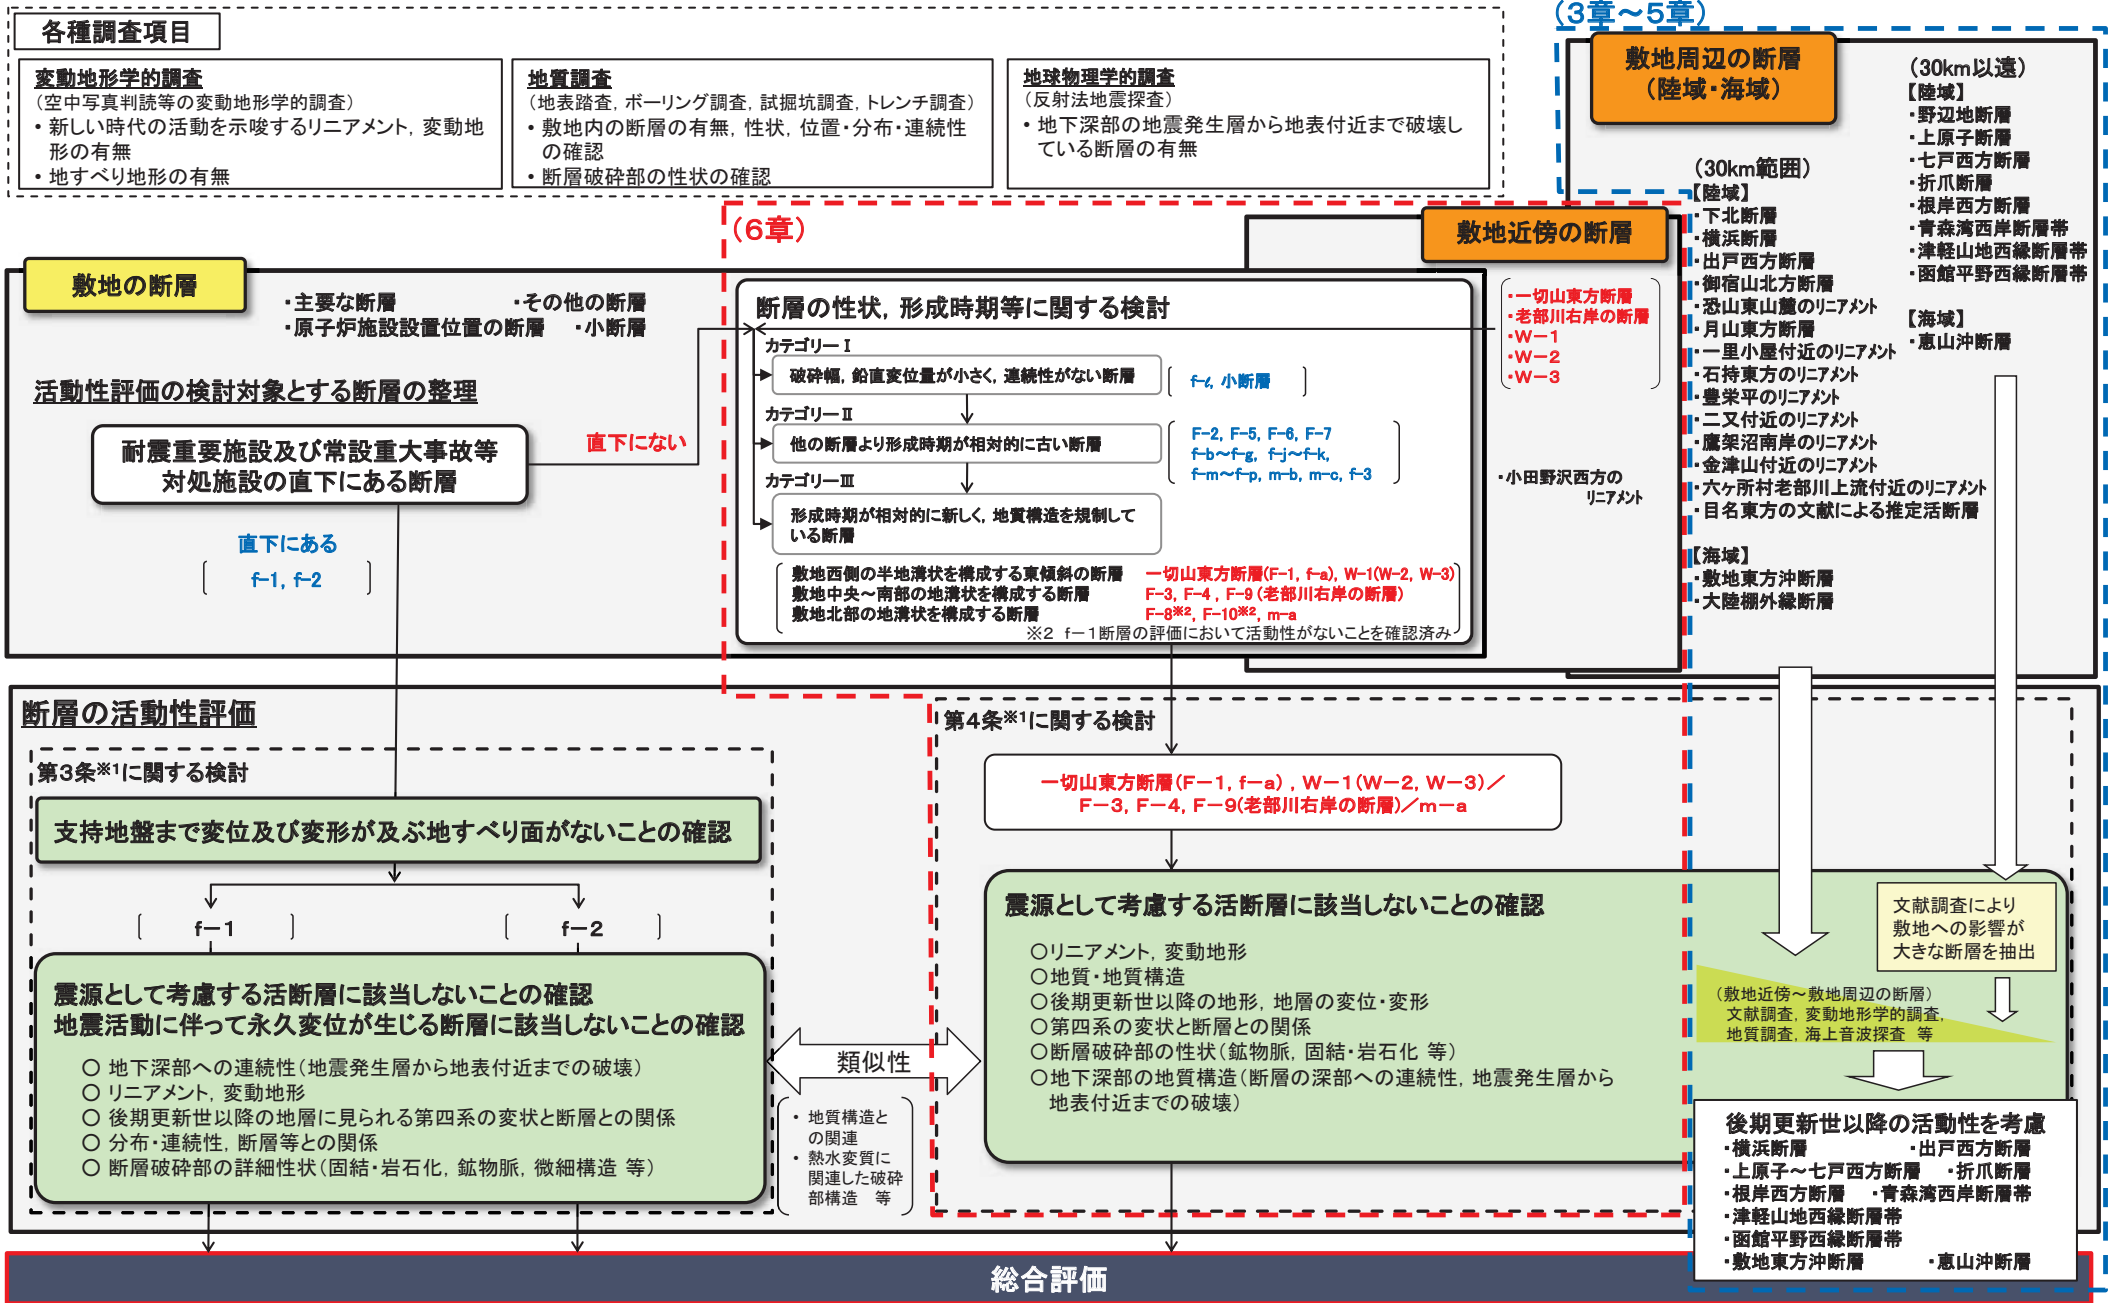 各種調査項目
変動地形学的調査
（空中写真判読等の変動地形学的調査）
・新しい時代の活動を示唆するリニアメント，変動地
形の有無
・地すべり地形の有無
地質調査
（地表踏査，ボーリング調査，試掘坑調査，トレンチ調査）
・敷地内の断層の有無，性状，位置・分布・連続性
の確認
・断層破砕部の性状の確認
地球物理学的調査
（反射法地震探査）
・地下深部の地震発生層から地表付近まで破壊し
ている断層の有無
（3章～5章）
敷地周辺の断層
（陸域・海域）
（30km以遠）
【陸域】
・野辺地断層
・上原子断層
・七戸西方断層
・折爪断層
・根岸西方断層
・青森湾西岸断層帯
・津軽山地西縁断層帯
・函館平野西縁断層帯
【海域】
・恵山沖断層
（30km範囲）
【陸域】
・下北断層
・横浜断層
・出戸西方断層
・御宿山北方断層
・恐山東山麓のリニアメント
・月山東方断層
・一里小屋付近のリニアメント
・石持東方のリニアメント
・豊栄平のリニアメント
・二又付近のリニアメント
・鷹架沼南岸のリニアメント
・金津山付近のリニアメント
・六ヶ所村老部川上流付近のリニアメント
・目名東方の文献による推定活断層
【海域】
・敷地東方沖断層
・大陸棚外縁断層
（6章）
敷地近傍の断層
・一切山東方断層
・老部川右岸の断層
・W－1
・W－2
・W－3
・小田野沢西方の
リニアメント
敷地の断層
・主要な断層　・その他の断層
・原子炉施設設置位置の断層　・小断層
活動性評価の検討対象とする断層の整理
耐震重要施設及び常設重大事故等
対処施設の直下にある断層
直下にない
直下にある
f-1, f-2
断層の性状，形成時期等に関する検討
カテゴリーⅠ
破砕幅，鉛直変位量が小さく，連続性がない断層
f-ℓ, 小断層
カテゴリーⅡ
他の断層より形成時期が相対的に古い断層
F-2, F-5, F-6, F-7
f-b～f-g, f-j～f-k,
f-m～f-p, m-b, m-c, f-3
カテゴリーⅢ
形成時期が相対的に新しく，地質構造を規制して
いる断層
敷地西側の半地溝状を構成する東傾斜の断層　一切山東方断層(F-1, f-a), W-1(W-2, W-3)
敷地中央～南部の地溝状を構成する断層　F-3, F-4 , F-9 (老部川右岸の断層)
敷地北部の地溝状を構成する断層　F-8※2, F-10※2, m-a
※2 f－1断層の評価において活動性がないことを確認済み
断層の活動性評価
第3条※1に関する検討
支持地盤まで変位及び変形が及ぶ地すべり面がないことの確認
f－1
f－2
震源として考慮する活断層に該当しないことの確認
地震活動に伴って永久変位が生じる断層に該当しないことの確認
○ 地下深部への連続性（地震発生層から地表付近までの破壊）
○ リニアメント，変動地形
○ 後期更新世以降の地層に見られる第四系の変状と断層との関係
○ 分布・連続性，断層等との関係
○ 断層破砕部の詳細性状（固結・岩石化，鉱物脈，微細構造 等）
類似性
・地質構造と
の関連
・熱水変質に
関連した破砕
部構造 等
第4条※1に関する検討
一切山東方断層（F－1，f－a），W－1（W－2，W－3）／
F－3，F－4，F－9（老部川右岸の断層）／m－a
震源として考慮する活断層に該当しないことの確認
○リニアメント，変動地形
○地質・地質構造
○後期更新世以降の地形，地層の変位・変形
○第四系の変状と断層との関係
○断層破砕部の性状（鉱物脈，固結・岩石化 等）
○地下深部の地質構造（断層の深部への連続性，地震発生層から
地表付近までの破壊）
文献調査により
敷地への影響が
大きな断層を抽出
（敷地近傍～敷地周辺の断層）
文献調査，変動地形学的調査，
地質調査，海上音波探査 等
後期更新世以降の活動性を考慮
・横浜断層　・出戸西方断層
・上原子～七戸西方断層　・折爪断層
・根岸西方断層　・青森湾西岸断層帯
・津軽山地西縁断層帯
・函館平野西縁断層帯
・敷地東方沖断層　・恵山沖断層
総合評価